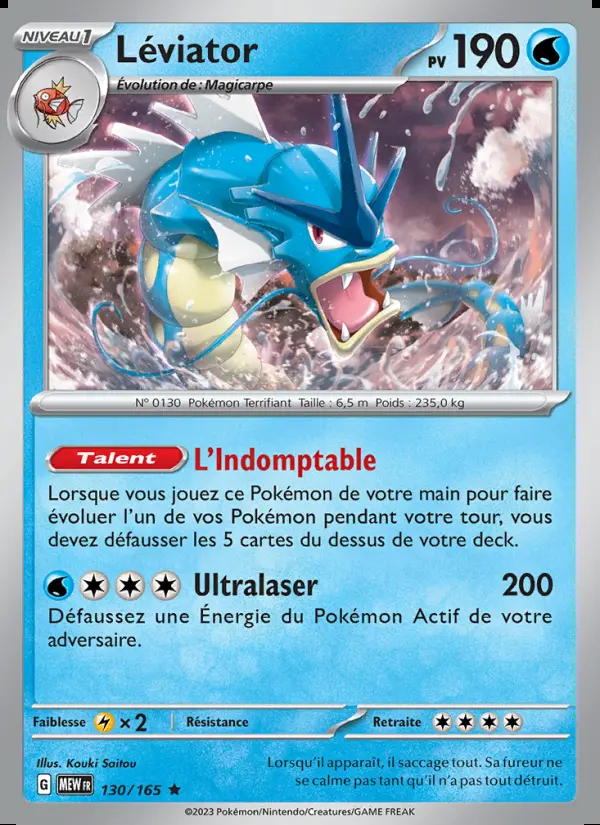 NIVEAU 1
Léviator
PV 190
Évolution de : Magicarpe
N° 0130 Pokémon Terrifiant Taille : 6,5 m Poids : 235,0 kg
Talent L'Indomptable
Lorsque vous jouez ce Pokémon de votre main pour faire
évoluer l'un de vos Pokémon pendant votre tour, vous
devez défausser les 5 cartes du dessus de votre deck.
Ultralaser 200
Défaussez une Énergie du Pokémon Actif de votre
adversaire.
Faiblesse × 2 Résistance Retraite
Illus. Kouki Saitou
Lorsqu'il apparaît, il saccage tout. Sa fureur ne
se calme pas tant qu'il n'a pas tout détruit.
G MEW FR 130/165 ★
©2023 Pokémon/Nintendo/Creatures/GAME FREAK